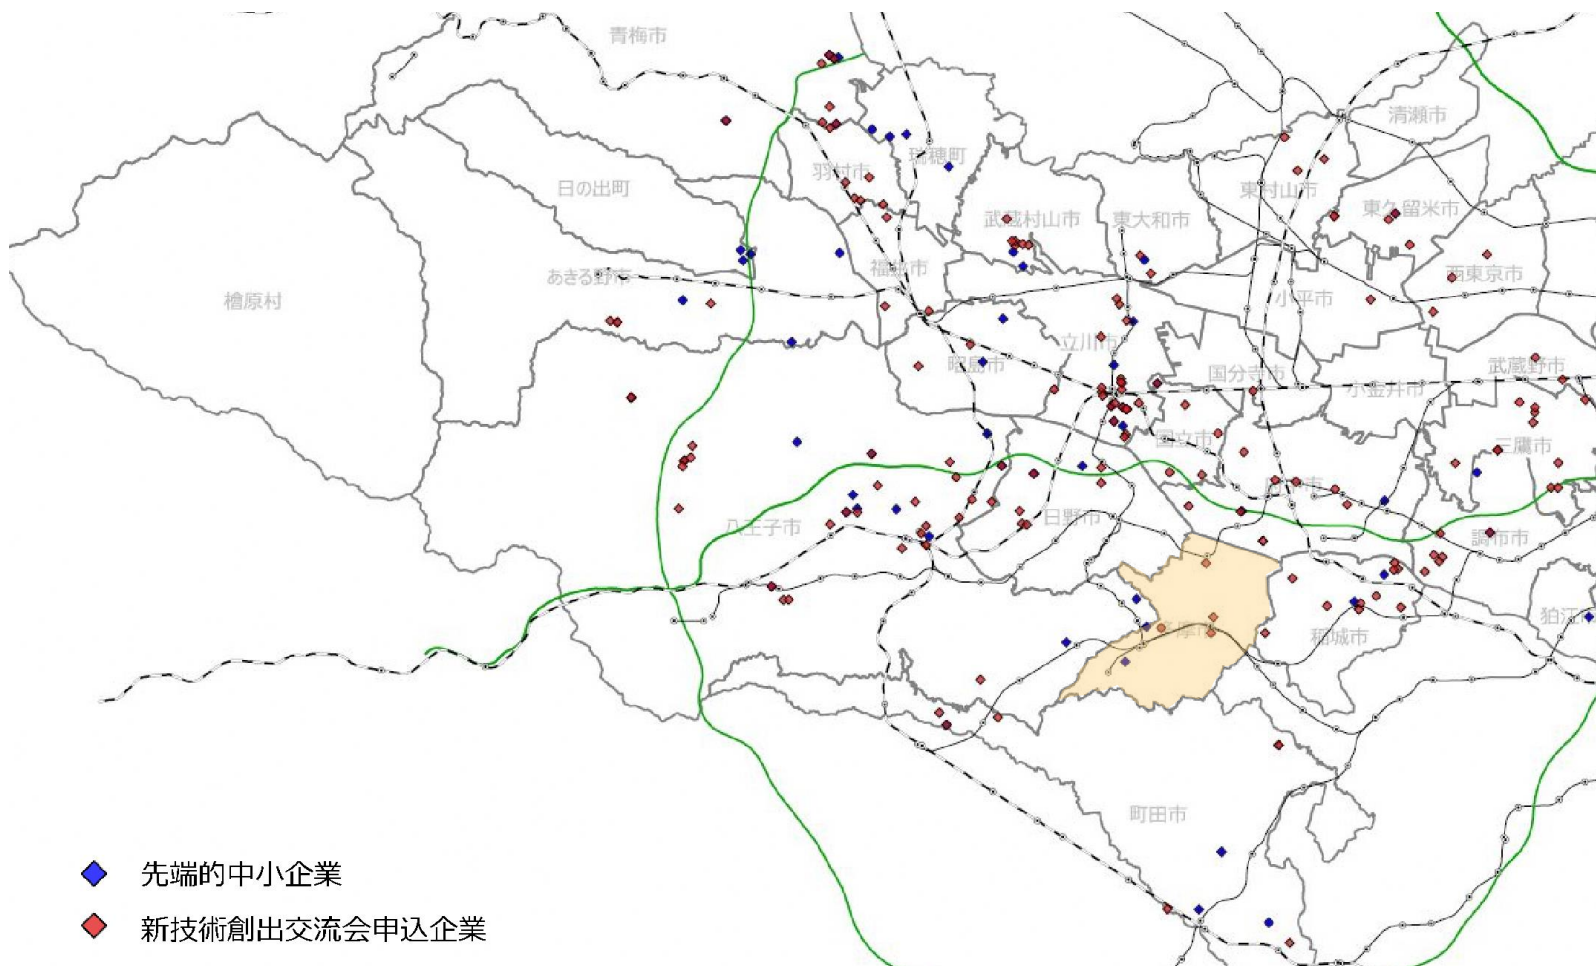 青梅市
清瀬市
瑞穂町
羽村市
日の出町
東村山市
東久留米市
武蔵村山市
東大和市
福生市
あきる野市
西東京市
檜原村
小平市
立川市
昭島市
国分寺市
武蔵野市
小金井市
国立市
三鷹市
八王子市
日野市
調布市
狛江市
多摩市
稲城市
町田市
先端的中小企業
新技術創出交流会申込企業